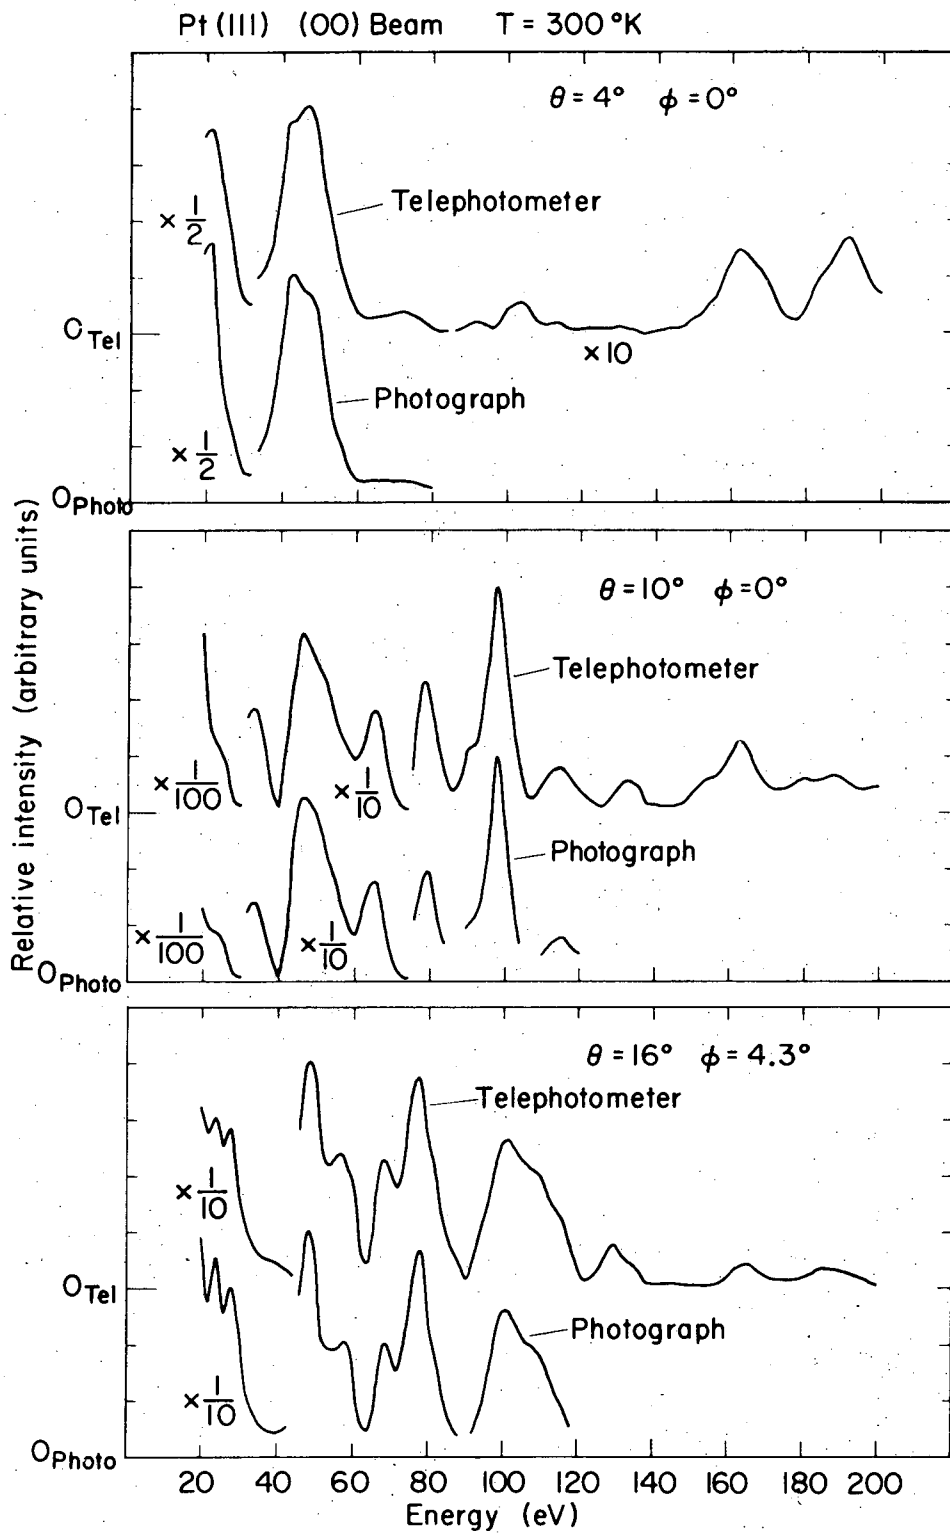 Pt (111) (00) Beam T = 300 °K
θ = 4° φ = 0°
Telephotometer
× 1/2
O Tel
× 10
Photograph
× 1/2
O Photo
Relative intensity (arbitrary units)
θ = 10° φ = 0°
Telephotometer
× 1/100
× 1/10
O Tel
Photograph
× 1/100
× 1/10
O Photo
θ = 16° φ = 4.3°
Telephotometer
× 1/10
O Tel
Photograph
× 1/10
O Photo
20 40 60 80 100 120 140 160 180 200
Energy (eV)